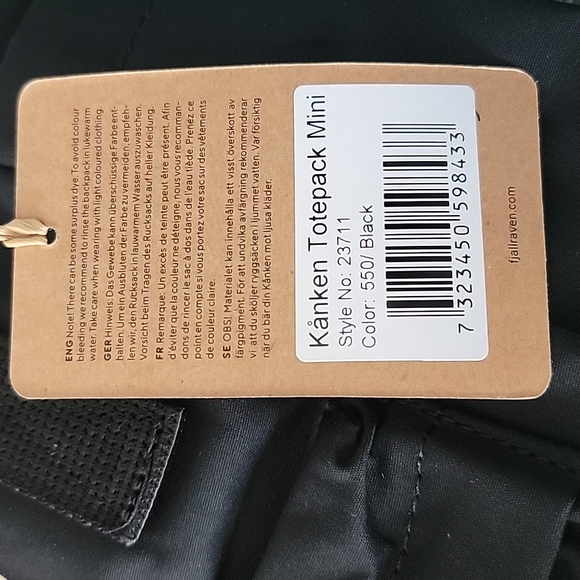 ENG Note! There can be some surplus dye. To avoid colour
bleeding we recommend to rinse the backpack in lukewarm
water. Take care when wearing with light coloured clothing.
GER Hinweis: Das Gewebe kann überschüssige Farbe ent-
halten. Um ein Ausbluten der Farbe zu vermeiden, empfeh-
len wir, den Rucksack in lauwarmem Wasser auszuwaschen.
Vorsicht beim Tragen des Rucksacks auf heller Kleidung.
FR Remarque: Un excès de teinte peut être présent. Afin
d'éviter que la couleur ne déteigne, nous vous recomman-
dons de rincer le sac à dos dans de l'eau tiède. Prenez ce
point en compte si vous portez votre sac sur des vêtements
de couleur claire.
SE OBS! Materialet kan innehålla ett visst överskott av
färgpigment. För att undvika avfärgning rekommenderar
vi att du sköljer ryggsäcken i ljummet vatten. Var försiktig
när du bär din Kånken mot ljusa kläder.
Kånken Totepack Mini
Style No: 23711
Color: 550/ Black
7 323450 598433
fjallraven.com